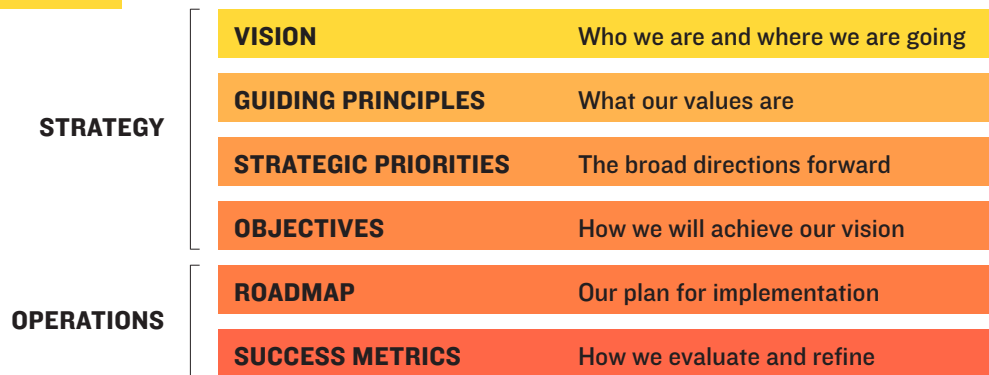 STRATEGY
VISION Who we are and where we are going
GUIDING PRINCIPLES What our values are
STRATEGIC PRIORITIES The broad directions forward
OBJECTIVES How we will achieve our vision
OPERATIONS
ROADMAP Our plan for implementation
SUCCESS METRICS How we evaluate and refine